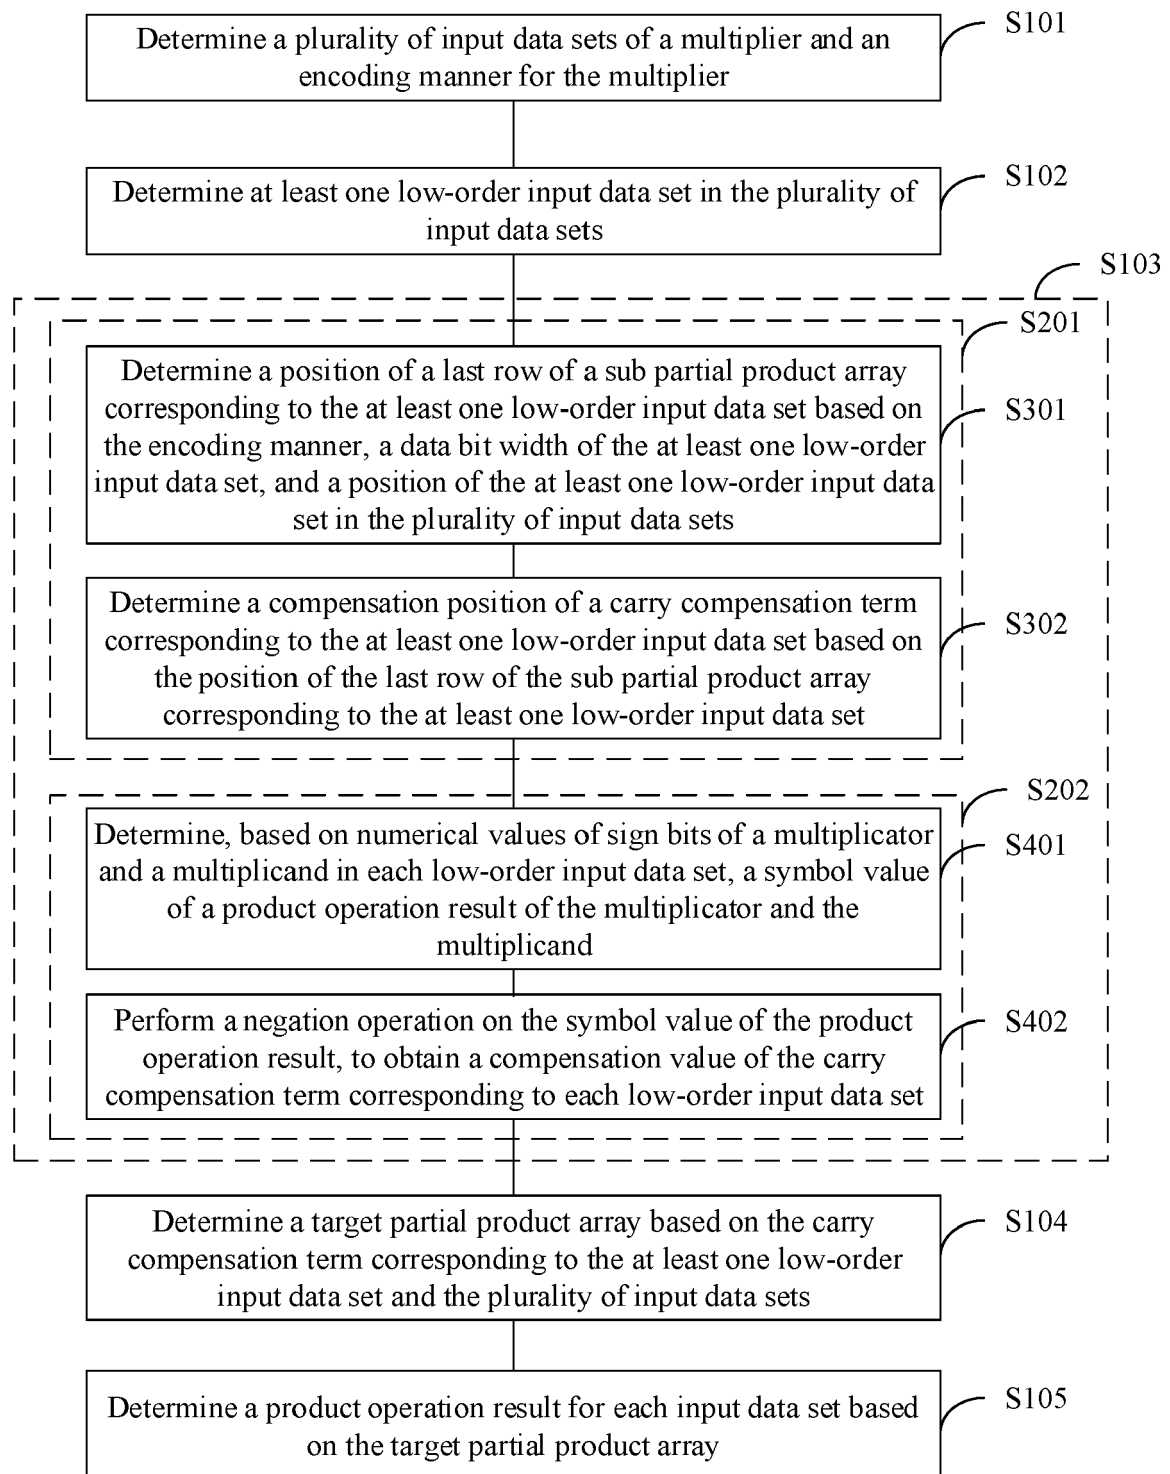 Determine a plurality of input data sets of a multiplier and an
encoding manner for the multiplier
S101
Determine at least one low-order input data set in the plurality of
input data sets
S102
S103
S201
Determine a position of a last row of a sub partial product array
corresponding to the at least one low-order input data set based on
the encoding manner, a data bit width of the at least one low-order
input data set, and a position of the at least one low-order input data
set in the plurality of input data sets
S301
Determine a compensation position of a carry compensation term
corresponding to the at least one low-order input data set based on
the position of the last row of the sub partial product array
corresponding to the at least one low-order input data set
S302
S202
Determine, based on numerical values of sign bits of a multiplicator
and a multiplicand in each low-order input data set, a symbol value
of a product operation result of the multiplicator and the
multiplicand
S401
Perform a negation operation on the symbol value of the product
operation result, to obtain a compensation value of the carry
compensation term corresponding to each low-order input data set
S402
Determine a target partial product array based on the carry
compensation term corresponding to the at least one low-order
input data set and the plurality of input data sets
S104
Determine a product operation result for each input data set based
on the target partial product array
S105